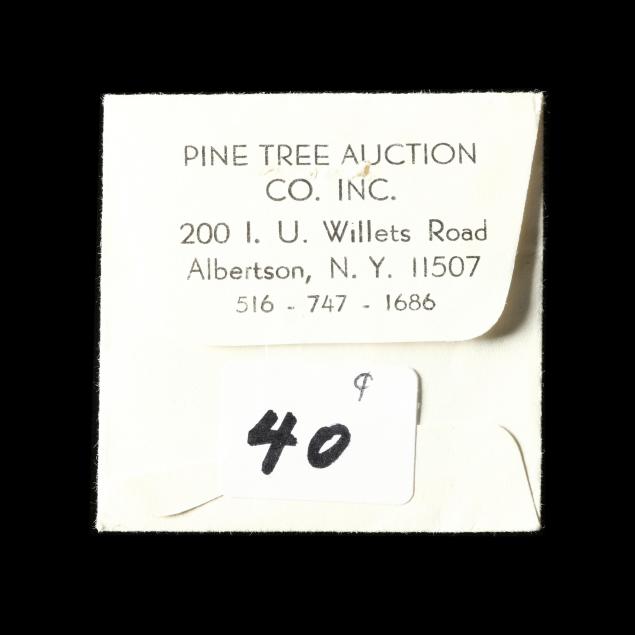 PINE TREE AUCTION
CO. INC.
200 I. U. Willets Road
Albertson, N. Y. 11507
516 - 747 - 1686
40